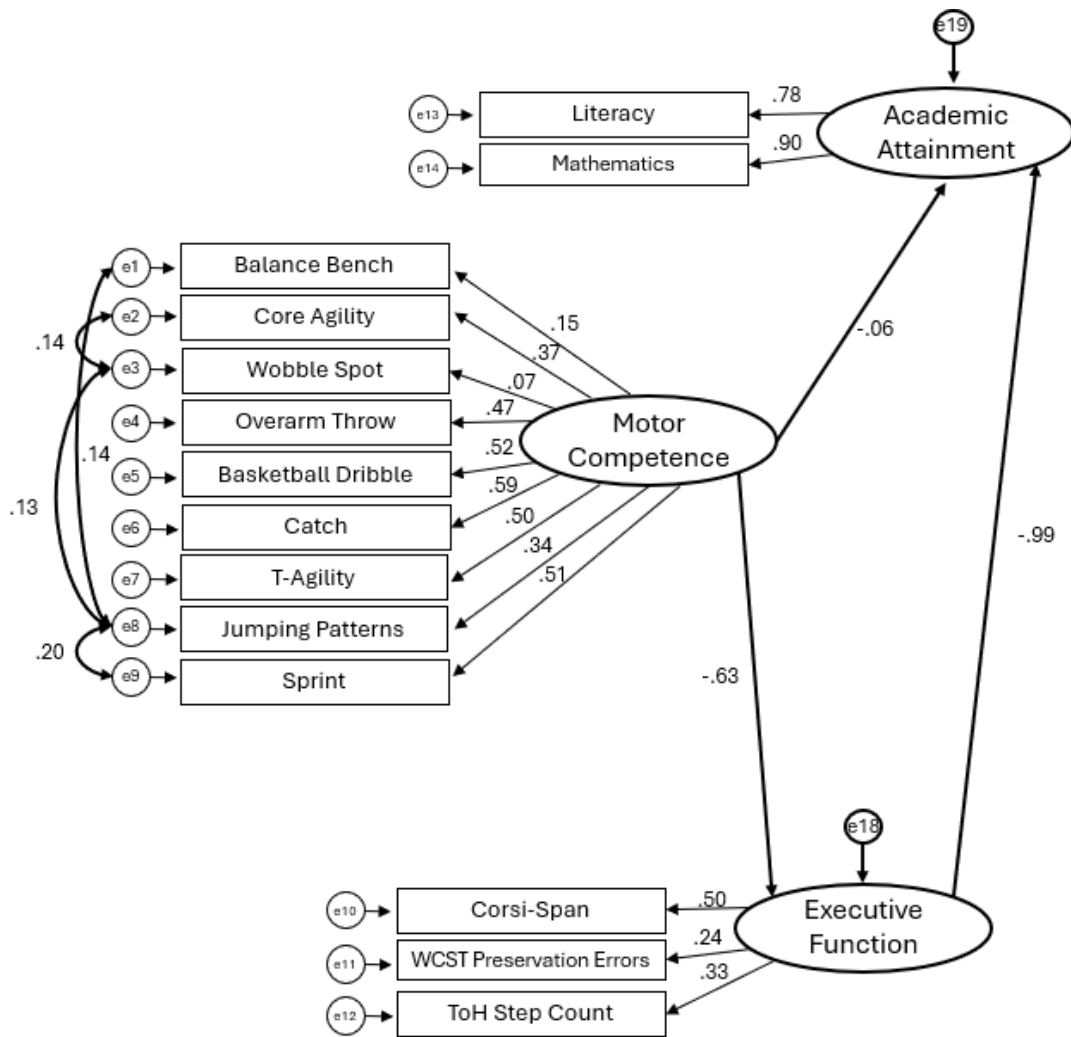 e19
.78
e13
Literacy
Academic
Attainment
.90
e14
Mathematics
e1
Balance Bench
e2
Core Agility
.15
.14
-.06
.37
e3
Wobble Spot
.07
.47
e4
Overarm Throw
Motor
Competence
.52
.14
e5
Basketball Dribble
.59
.13
e6
Catch
.50
-.99
.34
e7
T-Agility
.51
e8
Jumping Patterns
.20
e9
Sprint
-.63
e18
.50
e10
Corsi-Span
Executive
Function
.24
e11
WCST Preservation Errors
.33
e12
ToH Step Count